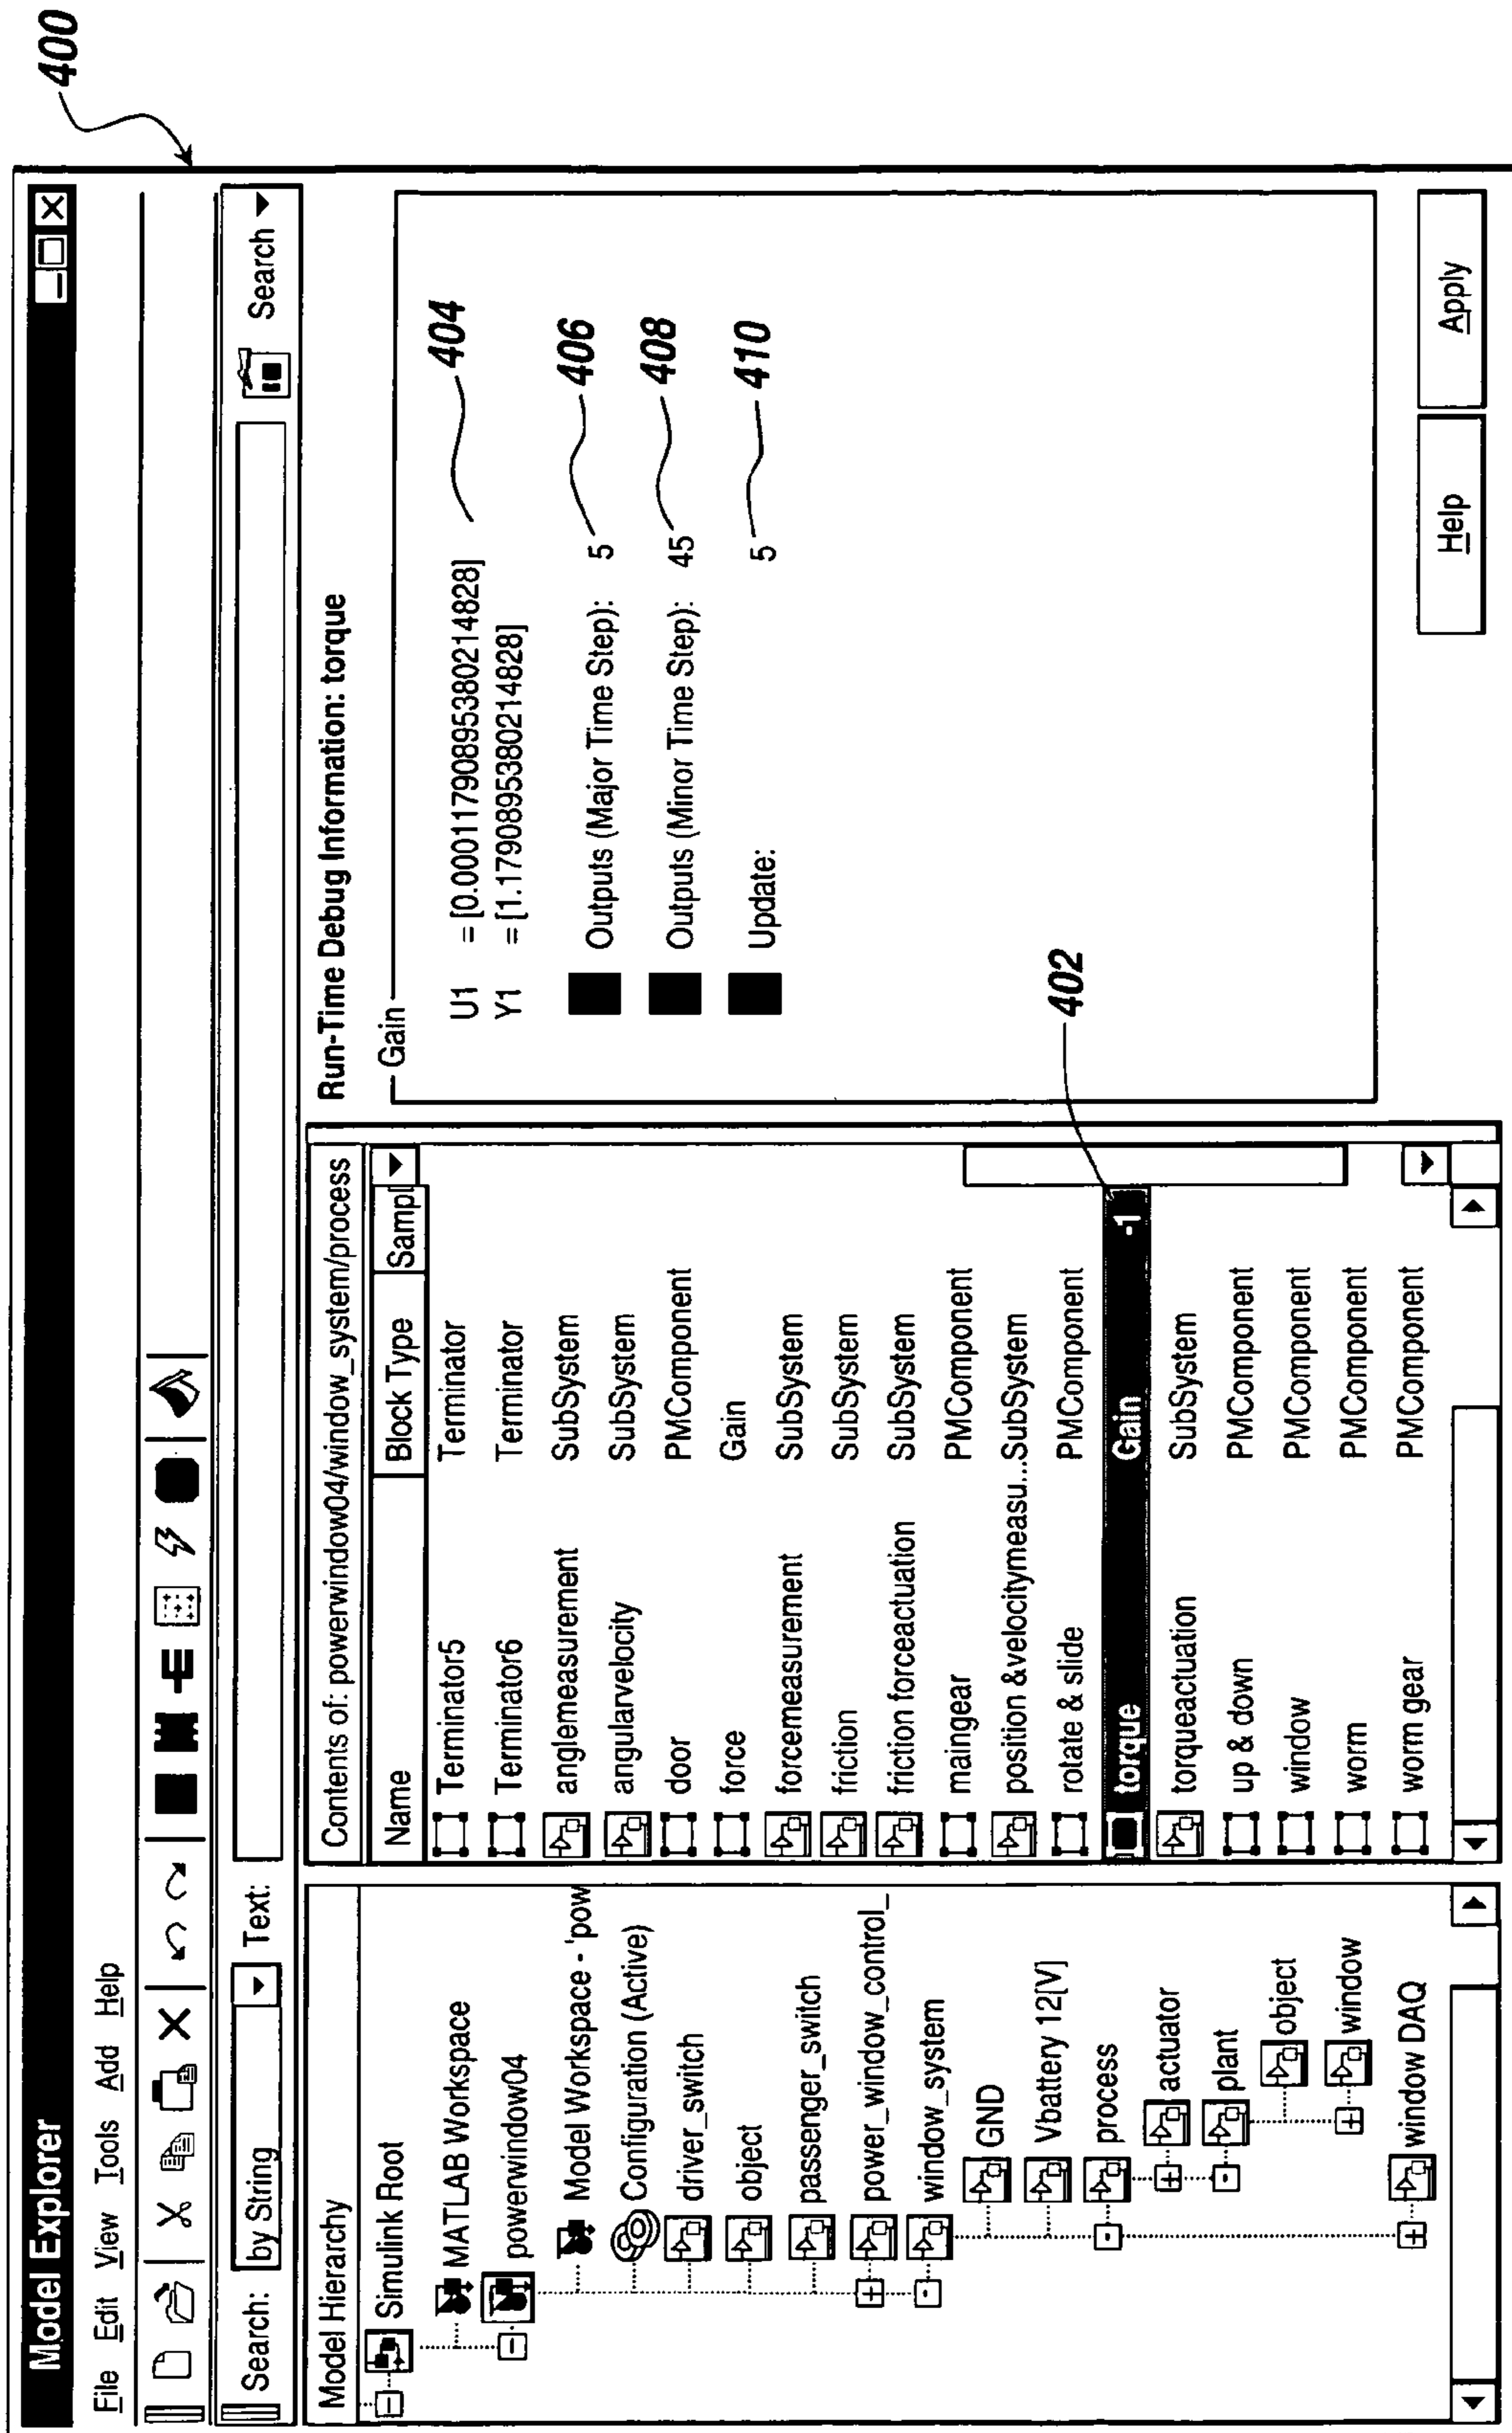 400
Model Explorer
File Edit View Tools Add Help
Search: by String Text: Search
Model Hierarchy
Simulink Root
MATLAB Workspace
powerwindow04
Model Workspace - 'pow
Configuration (Active)
driver_switch
object
passenger_switch
power_window_control_
window_system
GND
Vbattery 12[V]
process
actuator
plant
object
window
window DAQ
Contents of: powerwindow04/window_system/process
Name Block Type Sampl
Terminator5 Terminator
Terminator6 Terminator
anglemeasurement SubSystem
angularvelocity SubSystem
door PMComponent
force Gain
forcemeasurement SubSystem
friction SubSystem
friction forceactuation SubSystem
maingear PMComponent
position &velocitymeasu...SubSystem
rotate & slide PMComponent
torque Gain -1
torqueactuation SubSystem
up & down PMComponent
window PMComponent
worm PMComponent
worm gear PMComponent
402
Run-Time Debug Information: torque
Gain
U1 = [0.00011790895380214828]
Y1 = [1.1790895380214828]
404
Outputs (Major Time Step): 5 406
Outputs (Minor Time Step): 45 408
Update: 5 410
Help Apply